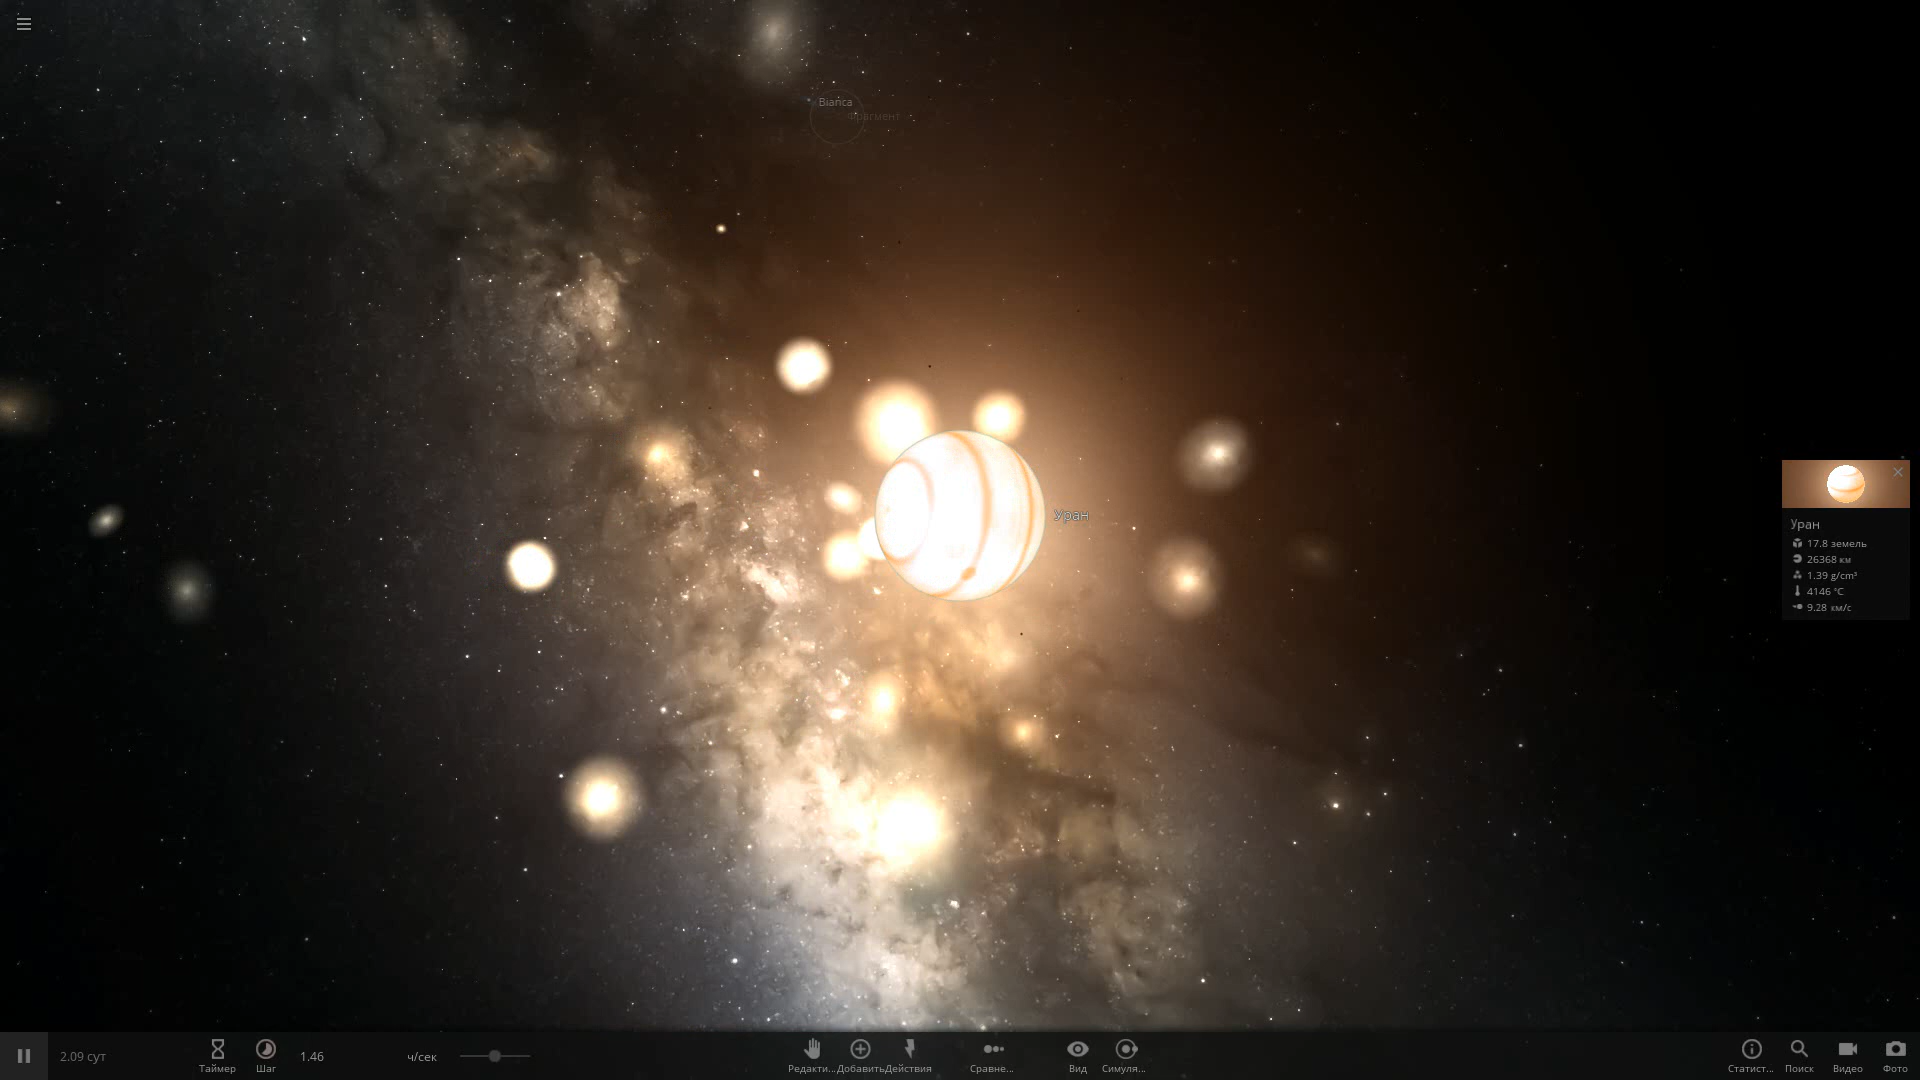 Bianca
Фрагмент
Уран
Уран
17.8 земель
26368 км
1.39 g/cm³
4146 °C
9.28 км/с
2.09 сут
Таймер
Шаг
1.46
ч/сек
Редакти...
Добавить
Действия
Сравне...
Вид
Симуля...
Статист...
Поиск
Видео
Фото